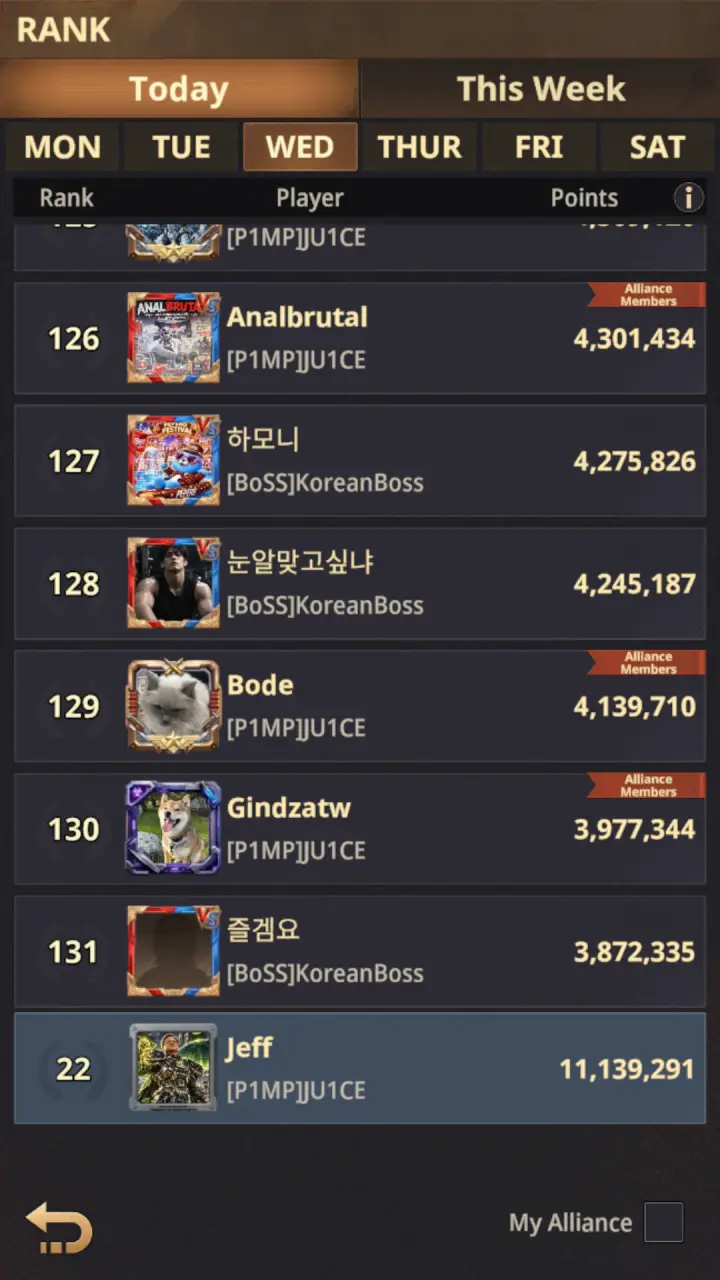 RANK
Today
This Week
MON
TUE
WED
THUR
FRI
SAT
Rank
Player
Points
[P1MP]JU1CE
Alliance Members
126
Analbrutal
[P1MP]JU1CE
4,301,434
127
하모니
[BoSS]KoreanBoss
4,275,826
128
눈알맞고싶냐
[BoSS]KoreanBoss
4,245,187
Alliance Members
129
Bode
[P1MP]JU1CE
4,139,710
Alliance Members
130
Gindzatw
[P1MP]JU1CE
3,977,344
131
즐겜요
[BoSS]KoreanBoss
3,872,335
22
Jeff
[P1MP]JU1CE
11,139,291
My Alliance